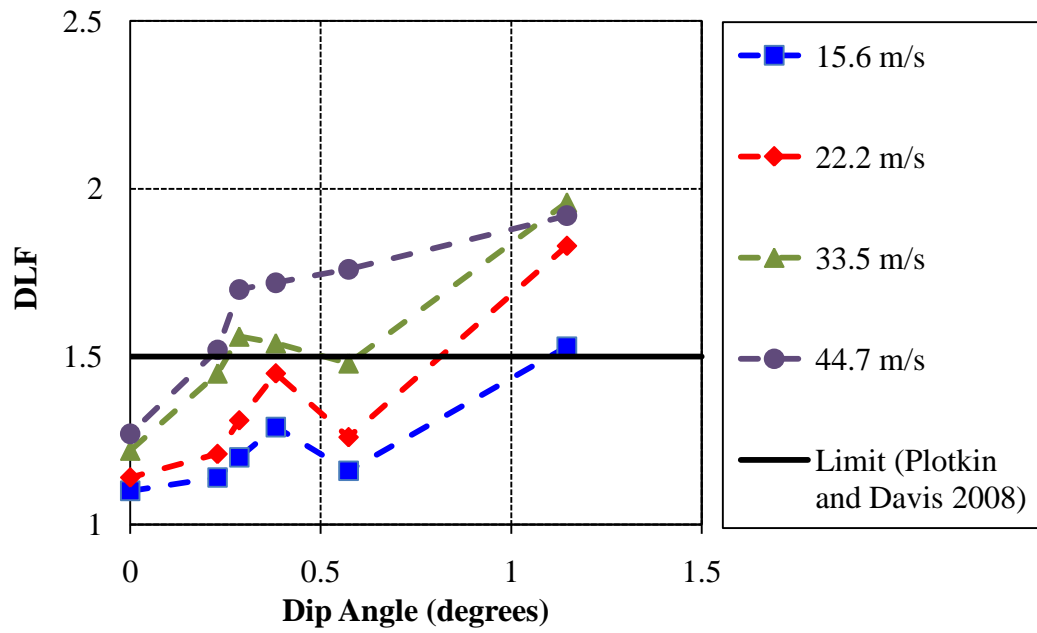 2.5
2
1.5
1
DLF
0
0.5
1
1.5
Dip Angle (degrees)
15.6 m/s
22.2 m/s
33.5 m/s
44.7 m/s
Limit (Plotkin
and Davis 2008)